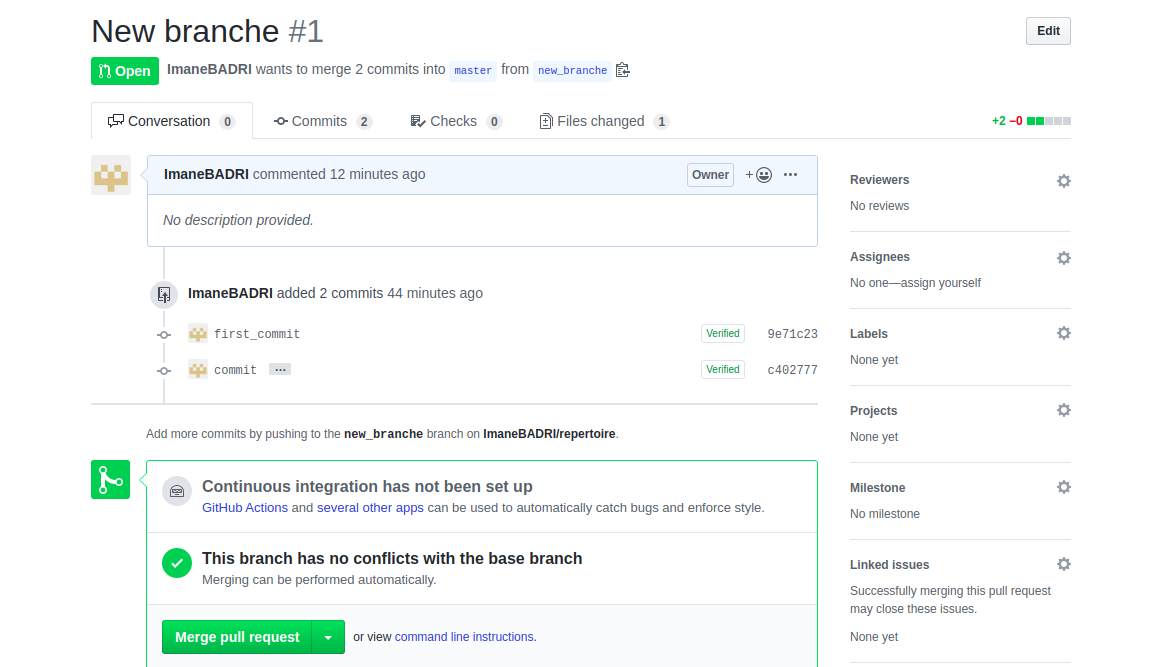 New branche #1
Edit
Open ImaneBADRI wants to merge 2 commits into master from new_branche
Conversation 0 Commits 2 Checks 0 Files changed 1 +2 −0
ImaneBADRI commented 12 minutes ago Owner + ···
No description provided.
ImaneBADRI added 2 commits 44 minutes ago
first_commit Verified 9e71c23
commit ··· Verified c402777
Add more commits by pushing to the new_branche branch on ImaneBADRI/repertoire.
Continuous integration has not been set up
GitHub Actions and several other apps can be used to automatically catch bugs and enforce style.
This branch has no conflicts with the base branch
Merging can be performed automatically.
Merge pull request or view command line instructions.
Reviewers
No reviews
Assignees
No one—assign yourself
Labels
None yet
Projects
None yet
Milestone
No milestone
Linked issues
Successfully merging this pull request
may close these issues.
None yet